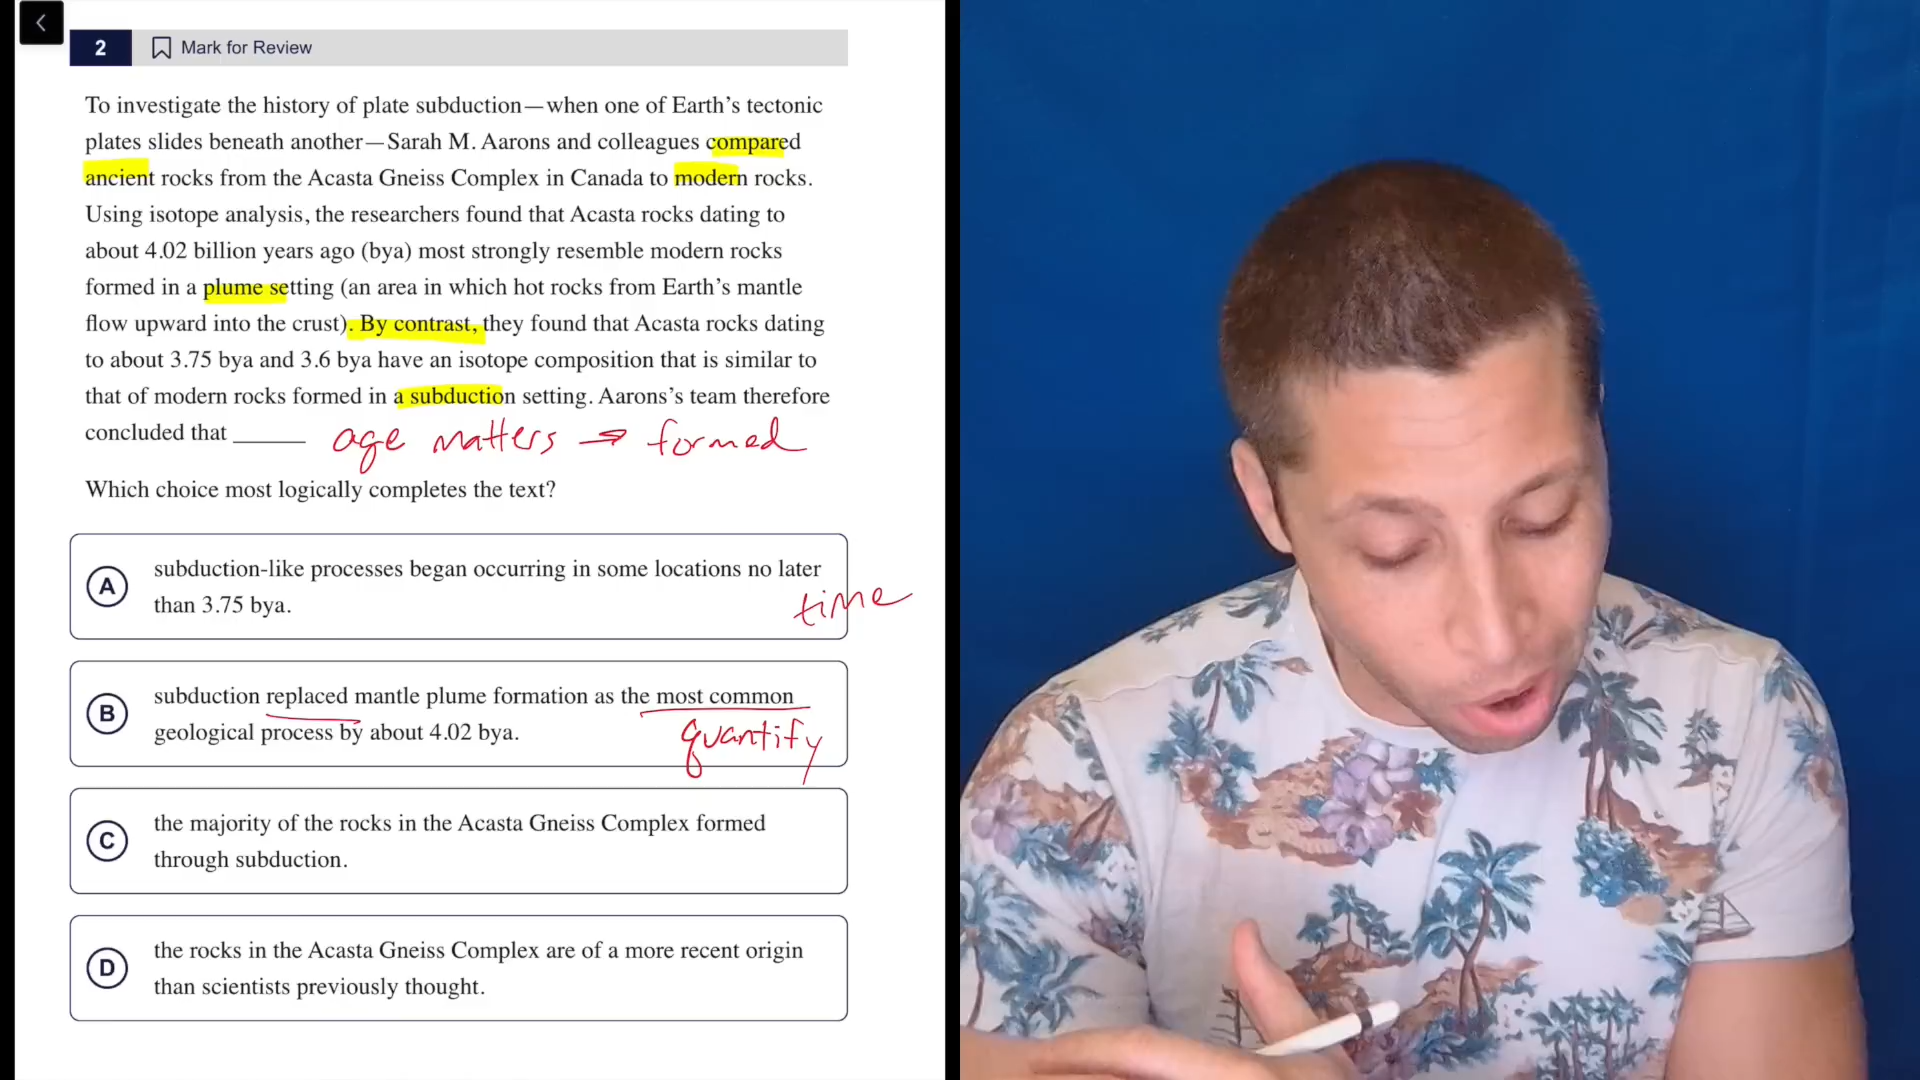 2 Mark for Review
To investigate the history of plate subduction—when one of Earth's tectonic
plates slides beneath another—Sarah M. Aarons and colleagues compared
ancient rocks from the Acasta Gneiss Complex in Canada to modern rocks.
Using isotope analysis, the researchers found that Acasta rocks dating to
about 4.02 billion years ago (bya) most strongly resemble modern rocks
formed in a plume setting (an area in which hot rocks from Earth's mantle
flow upward into the crust). By contrast, they found that Acasta rocks dating
to about 3.75 bya and 3.6 bya have an isotope composition that is similar to
that of modern rocks formed in a subduction setting. Aarons's team therefore
concluded that ______ age matters → formed
Which choice most logically completes the text?
A subduction-like processes began occurring in some locations no later
than 3.75 bya.
time
B subduction replaced mantle plume formation as the most common
geological process by about 4.02 bya.
quantify
C the majority of the rocks in the Acasta Gneiss Complex formed
through subduction.
D the rocks in the Acasta Gneiss Complex are of a more recent origin
than scientists previously thought.